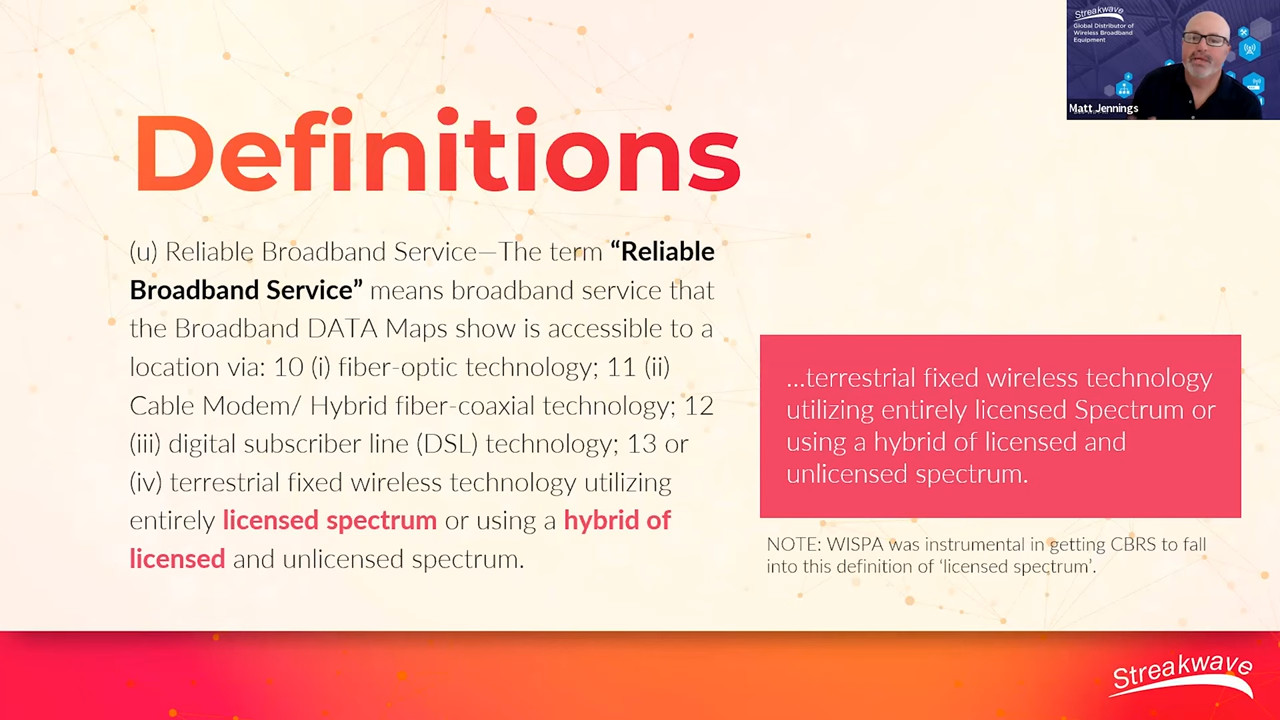 Definitions
(u) Reliable Broadband Service—The term “Reliable
Broadband Service” means broadband service that
the Broadband DATA Maps show is accessible to a
location via: 10 (i) fiber-optic technology; 11 (ii)
Cable Modem/ Hybrid fiber-coaxial technology; 12
(iii) digital subscriber line (DSL) technology; 13 or
(iv) terrestrial fixed wireless technology utilizing
entirely licensed spectrum or using a hybrid of
licensed and unlicensed spectrum.
...terrestrial fixed wireless technology
utilizing entirely licensed Spectrum or
using a hybrid of licensed and
unlicensed spectrum.
NOTE: WISPA was instrumental in getting CBRS to fall
into this definition of ‘licensed spectrum’.
Streakwave
Global Distributor of
Wireless Broadband
Equipment
Matt Jennings
Streakwave